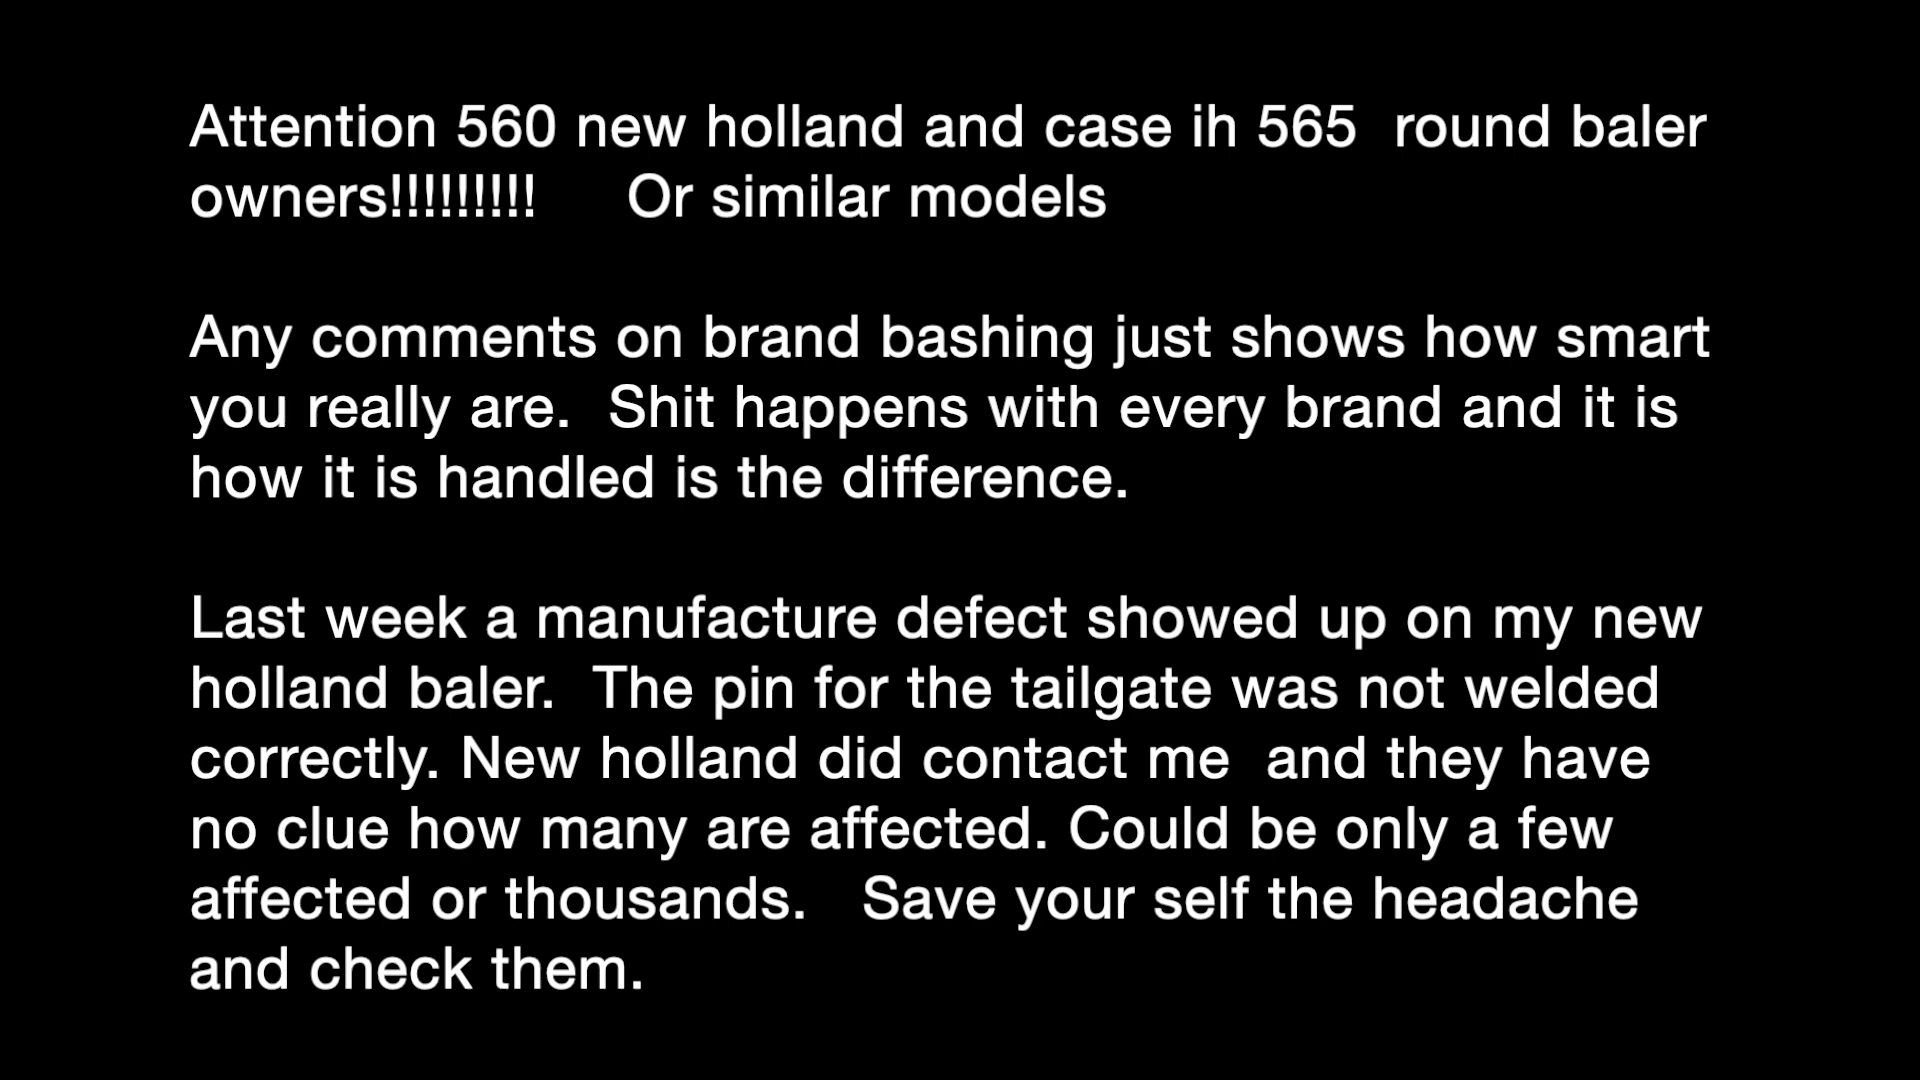 Attention 560 new holland and case ih 565  round baler
owners!!!!!!!!!     Or similar models
Any comments on brand bashing just shows how smart
you really are.  Shit happens with every brand and it is
how it is handled is the difference.
Last week a manufacture defect showed up on my new
holland baler.  The pin for the tailgate was not welded
correctly. New holland did contact me  and they have
no clue how many are affected. Could be only a few
affected or thousands.   Save your self the headache
and check them.